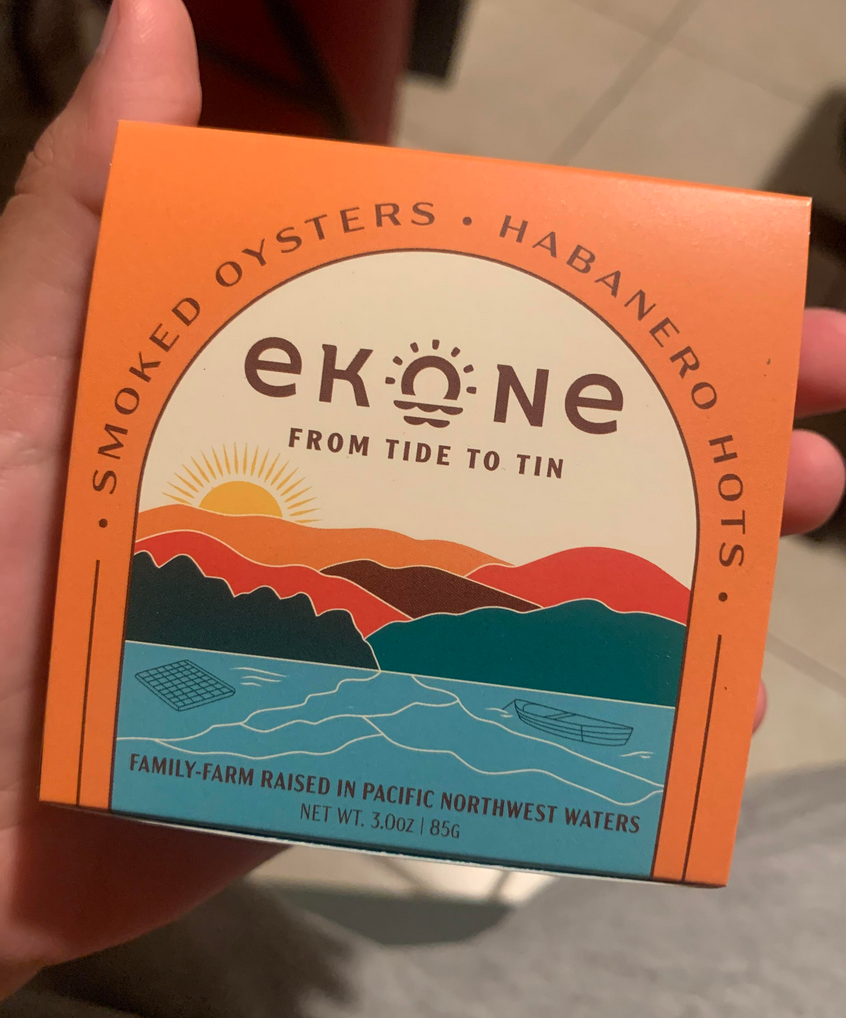 • SMOKED OYSTERS • HABANERO HOTS •
eKONe
FROM TIDE TO TIN
FAMILY-FARM RAISED IN PACIFIC NORTHWEST WATERS
NET WT. 3.0OZ | 85G